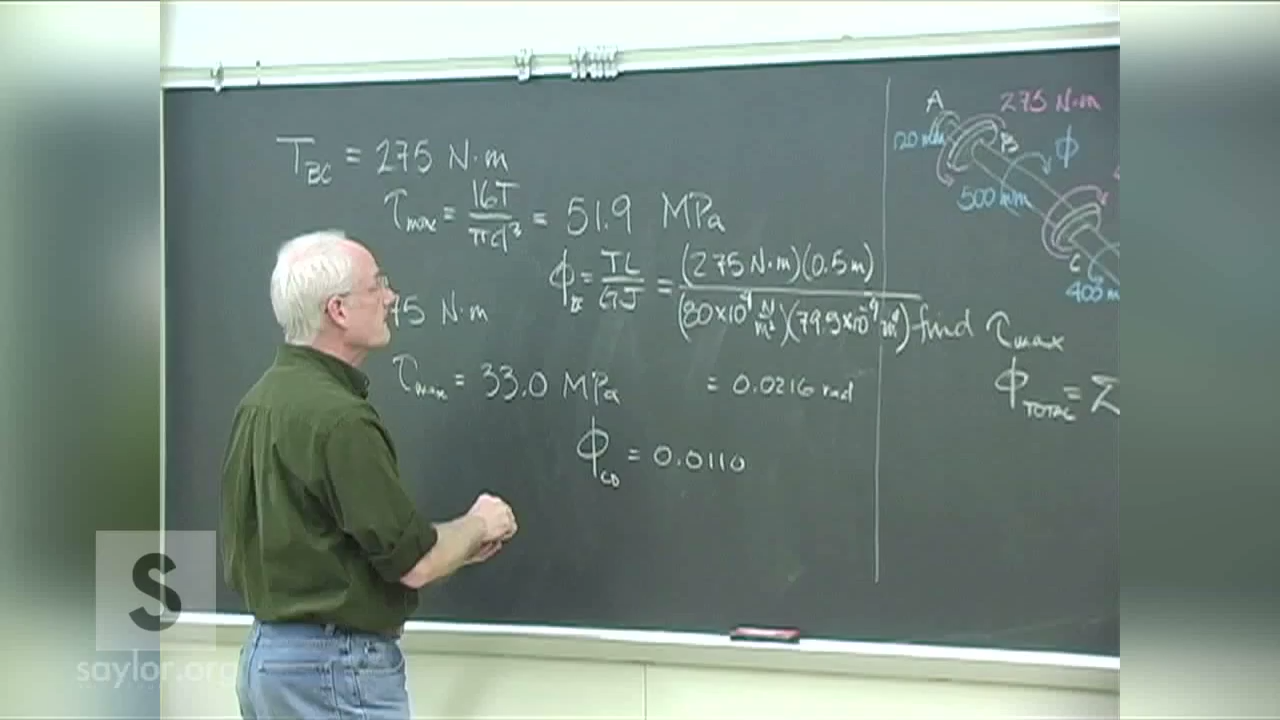 T_BC = 275 N·m
τ_max = 16T / πd³ = 51.9 MPa
ϕ = TL / GJ = (275 N·m)(0.5 m) / (80×10⁹ N/m²)(79.5×10⁻⁹ m⁴)
= 0.0216 rad
75 N·m
τ_max = 33.0 MPa
ϕ_CD = 0.0110
A
275 N·m
120 mm
B
ϕ
500 mm
C
400 m
find τ_max
ϕ_TOTAL = Σ
S
saylor.org